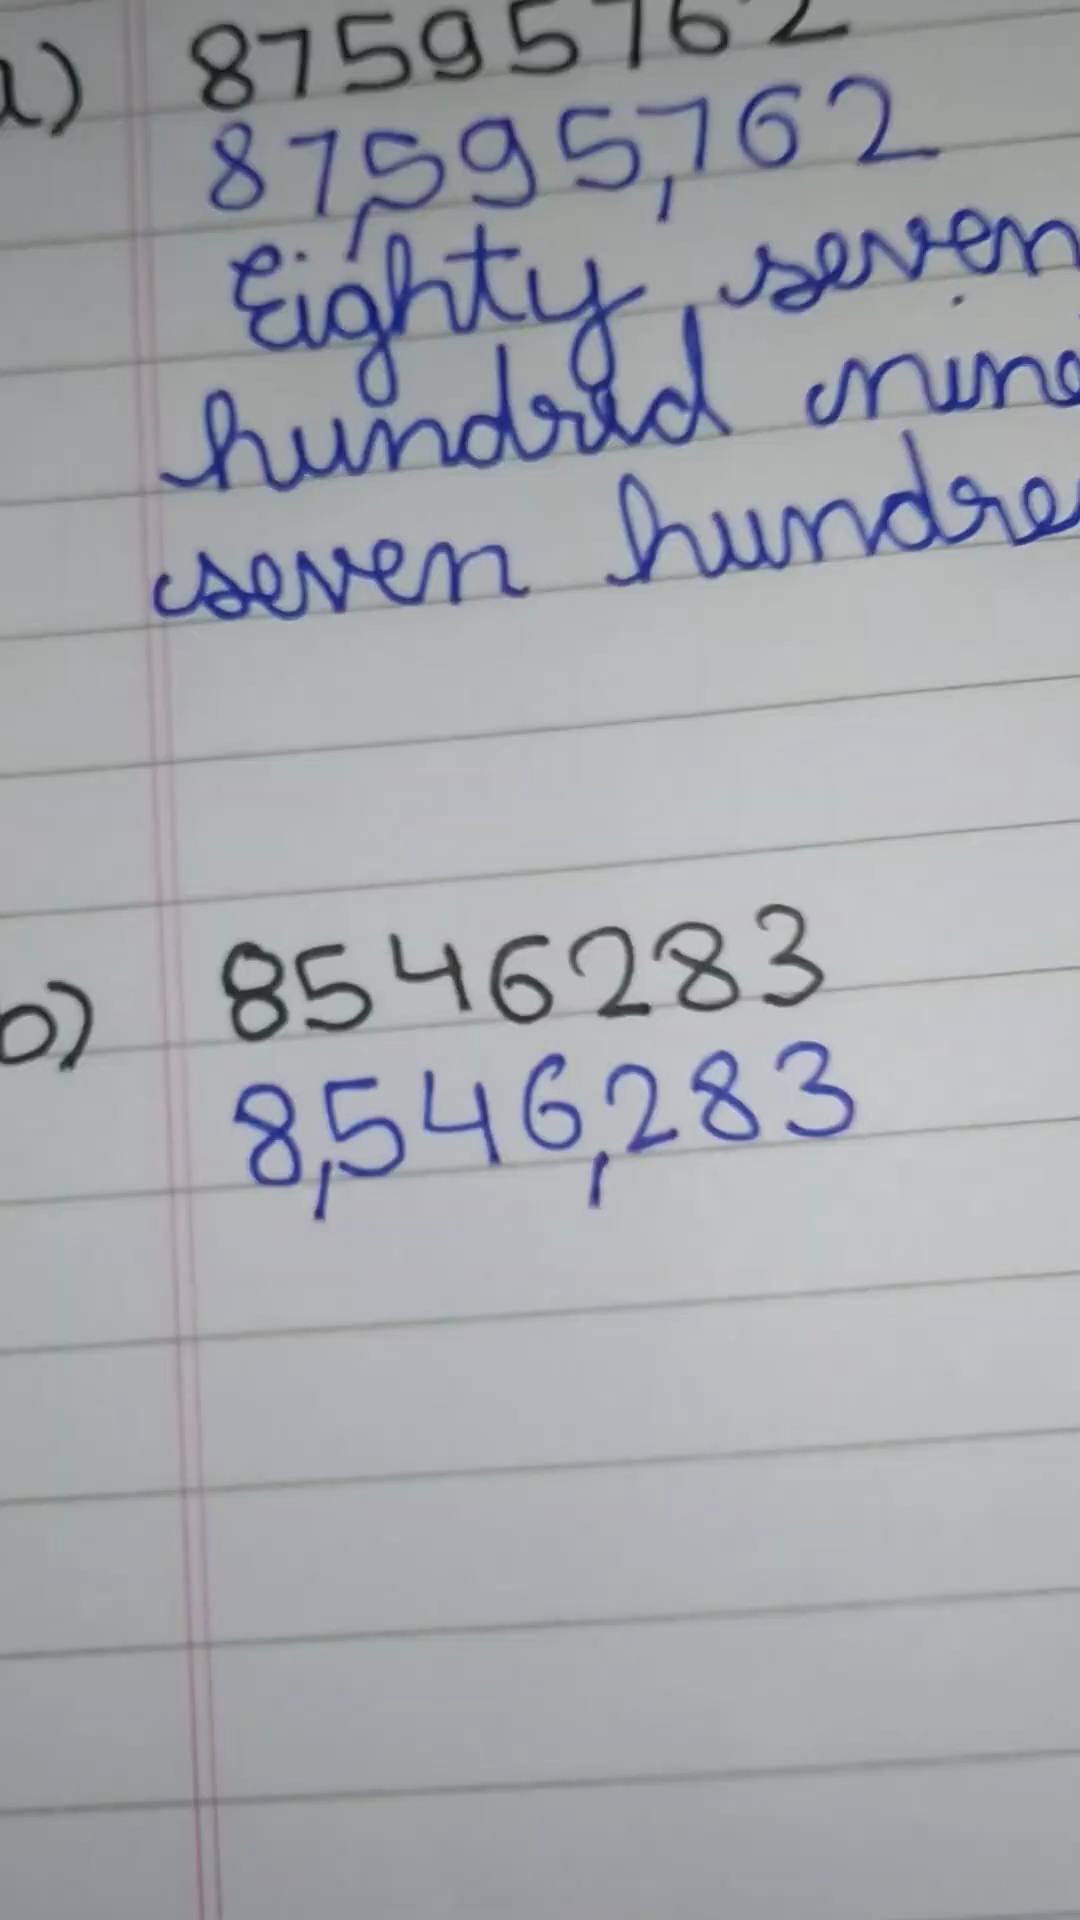 a) 87595762
87,595,762
Eighty seven
hundred nine
seven hundre
b) 8546283
8,546,283